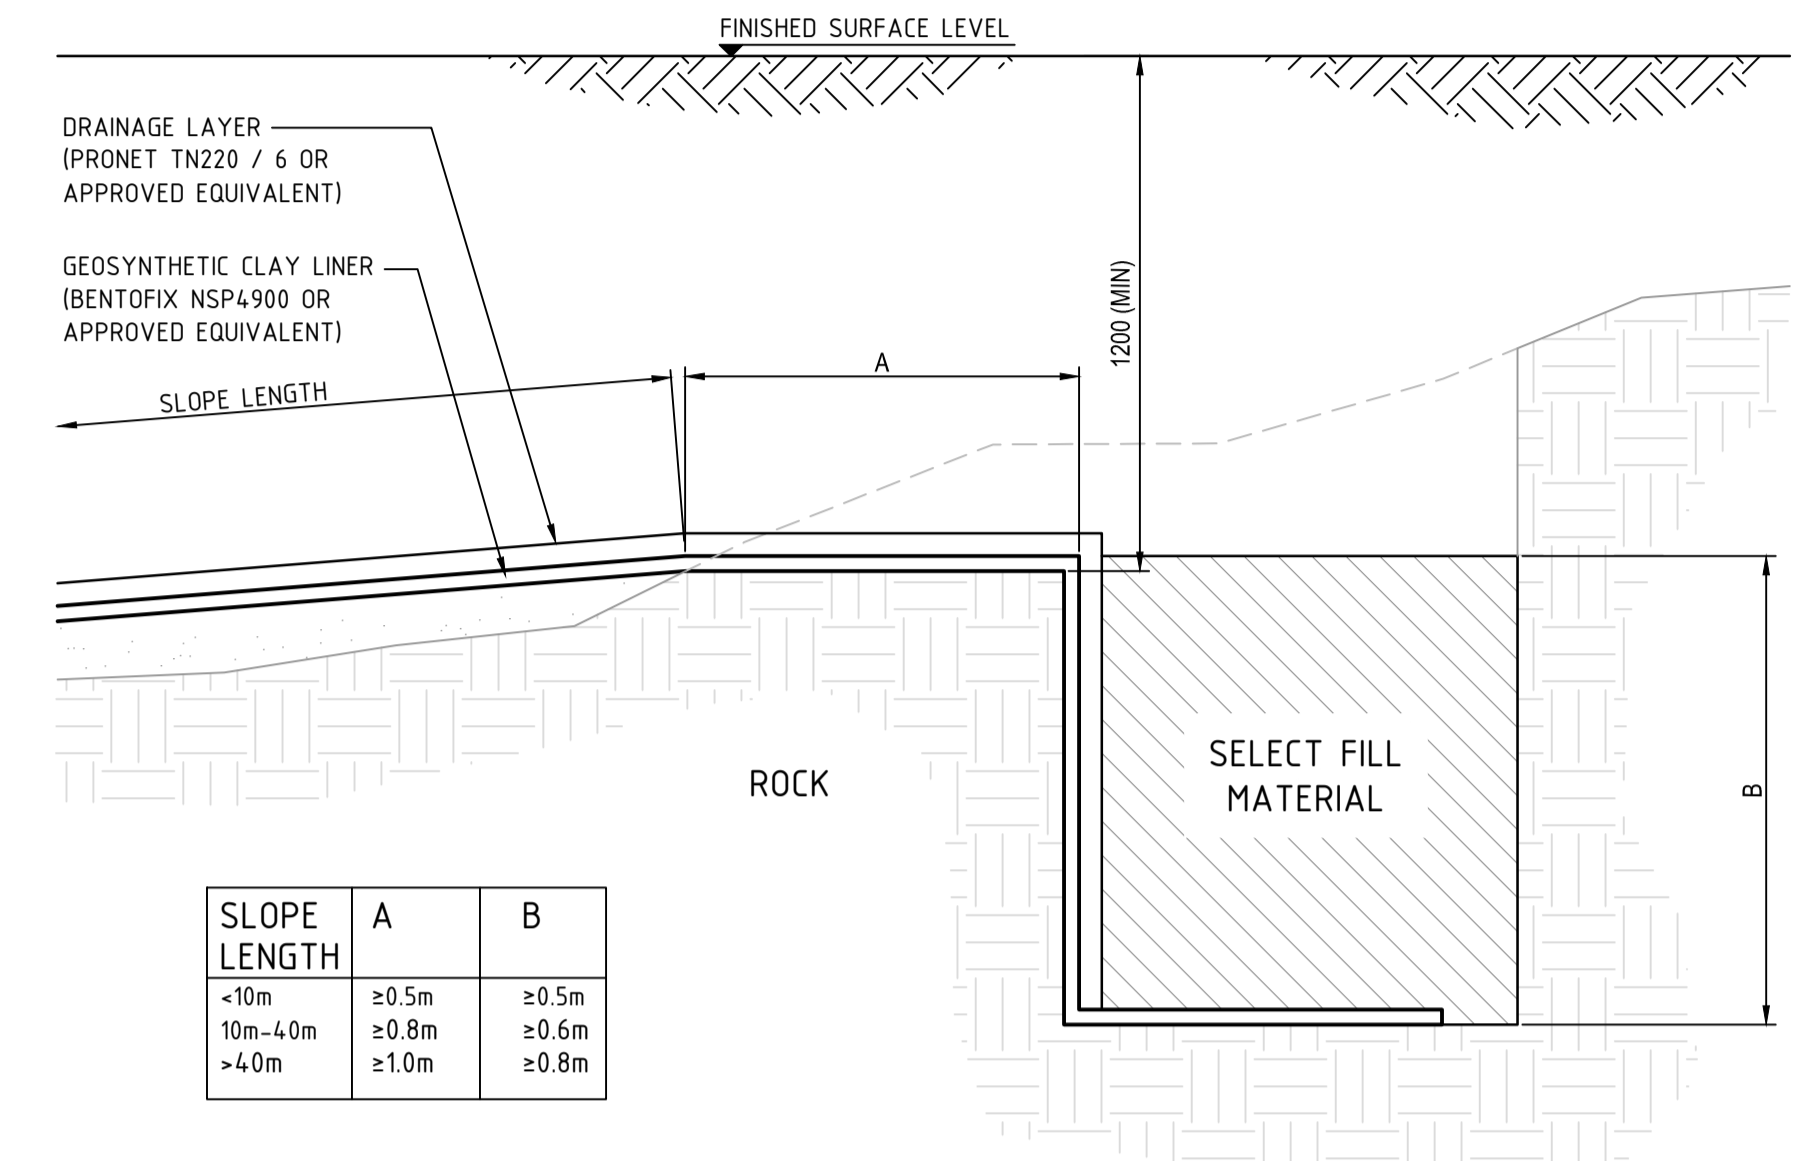 FINISHED SURFACE LEVEL
DRAINAGE LAYER
(PRONET TN220 / 6 OR
APPROVED EQUIVALENT)
GEOSYNTHETIC CLAY LINER
(BENTOFIX NSP4900 OR
APPROVED EQUIVALENT)
SLOPE LENGTH
A
1200 (MIN)
SELECT FILL
MATERIAL
B
ROCK
SLOPE LENGTH A B
<10m ≥0.5m ≥0.5m
10m-40m ≥0.8m ≥0.6m
>40m ≥1.0m ≥0.8m